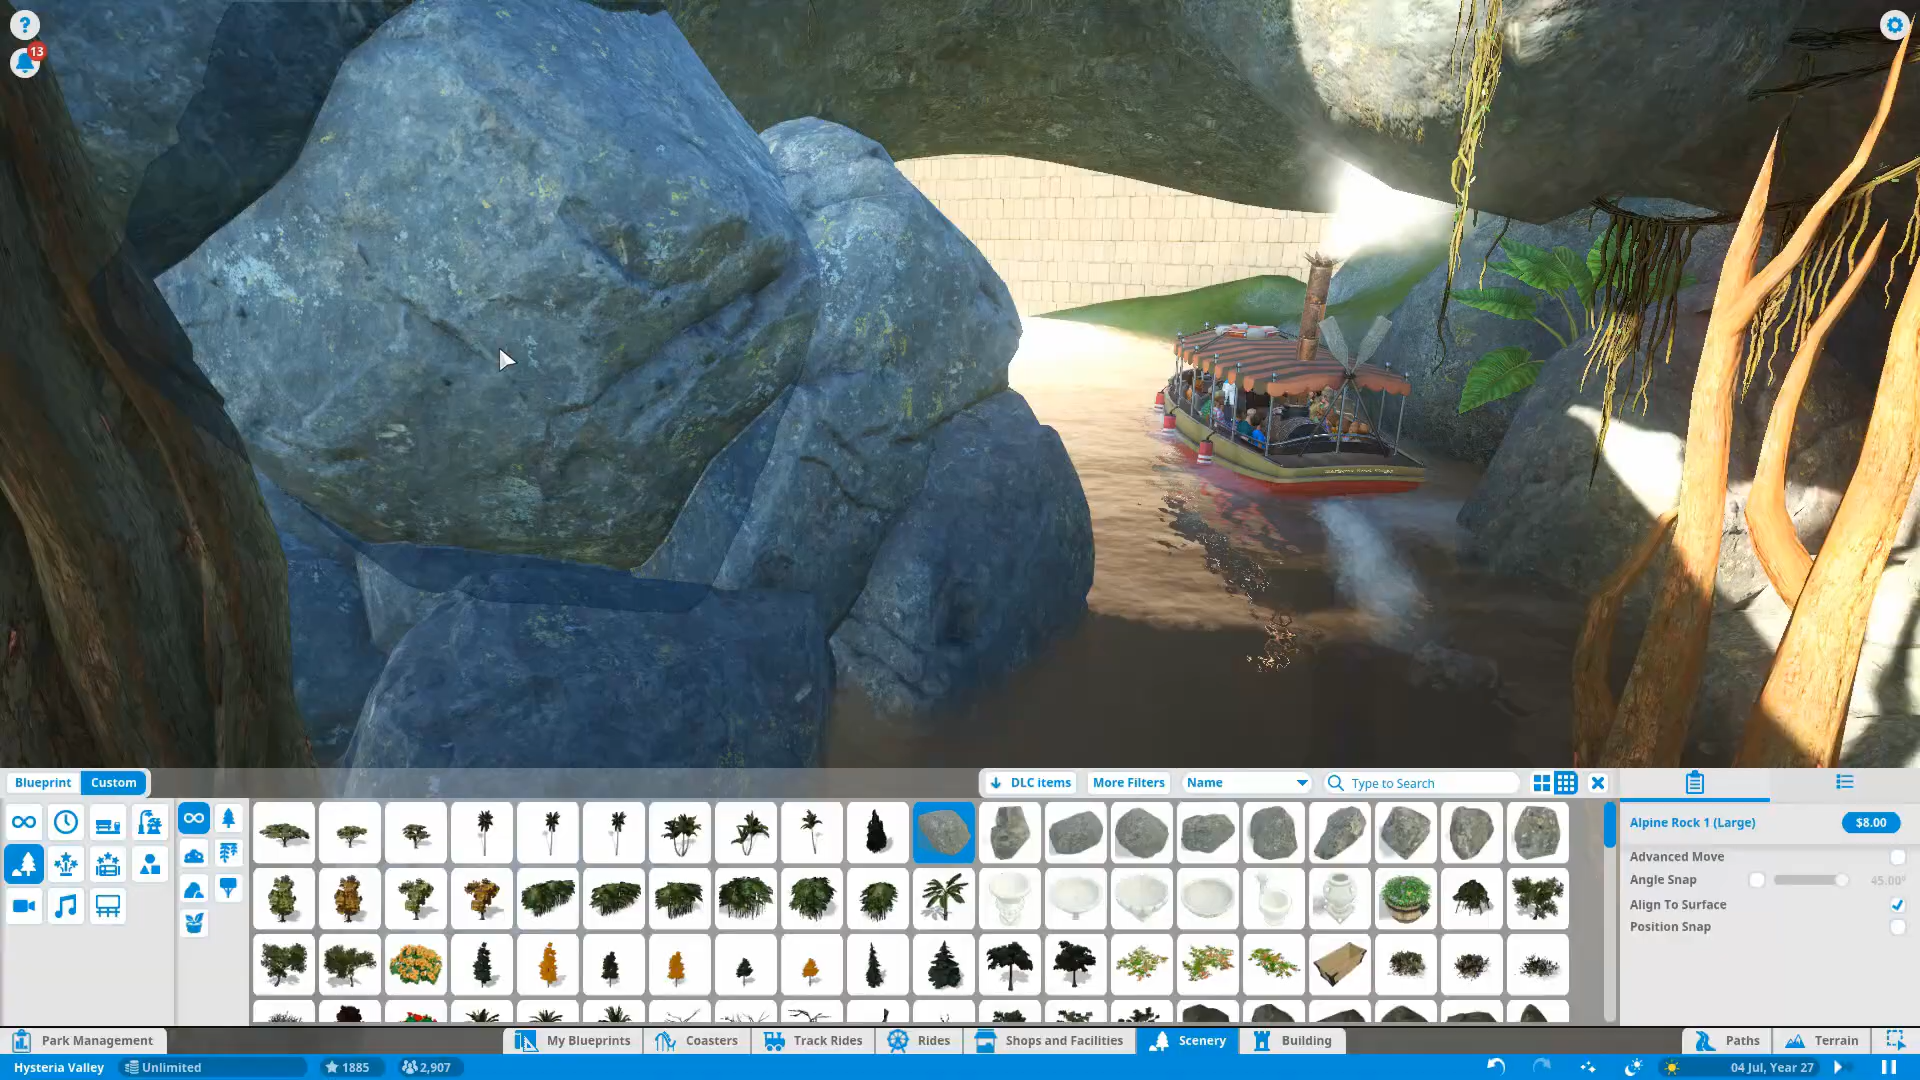 ?
13
Blueprint
Custom
DLC items
More Filters
Name
Type to Search
Alpine Rock 1 (Large)
$8.00
Advanced Move
Angle Snap
45.00°
Align To Surface
Position Snap
Park Management
My Blueprints
Coasters
Track Rides
Rides
Shops and Facilities
Scenery
Building
Paths
Terrain
Hysteria Valley
Unlimited
1885
2,907
04 Jul, Year 27